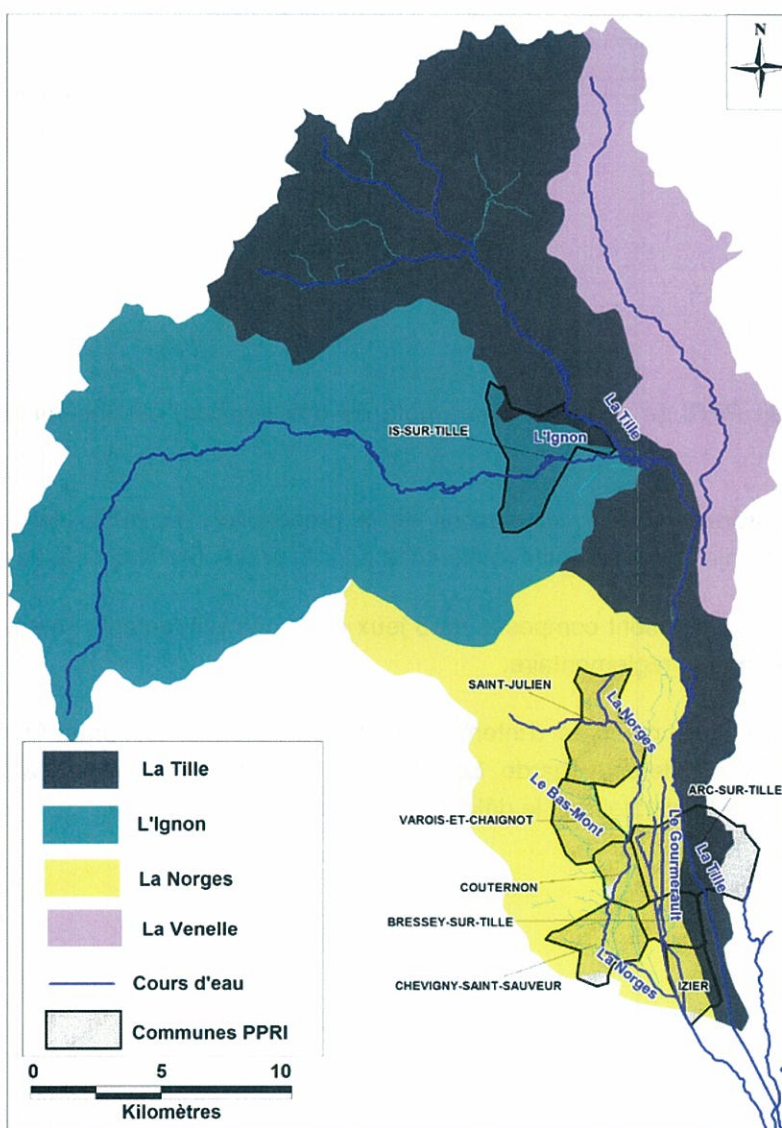 N
IS-SUR-TILLE
L'Ignon
La Tille
SAINT-JULIEN
La Norges
ARC-SUR-TILLE
Le Bas-Mont
VAROIS-ET-CHAIGNOT
Le Gourmerault
La Tille
COUTERNON
BRESSEY-SUR-TILLE
CHEVIGNY-SAINT-SAUVEUR
La Norges
IZIER
La Tille
L'Ignon
La Norges
La Venelle
Cours d'eau
Communes PPRI
0 5 10
Kilomètres